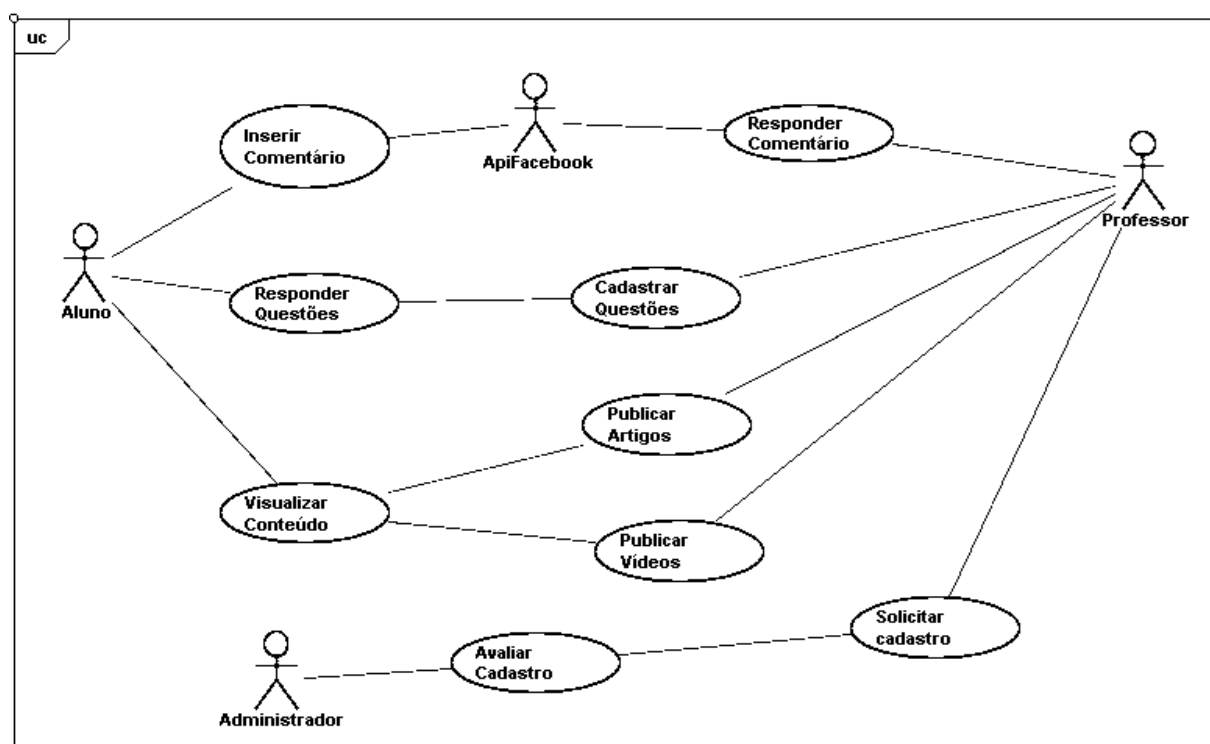 uc
Inserir
Comentário
ApiFacebook
Responder
Comentário
Professor
Aluno
Responder
Questões
Cadastrar
Questões
Publicar
Artigos
Visualizar
Conteúdo
Publicar
Vídeos
Solicitar
cadastro
Avaliar
Cadastro
Administrador